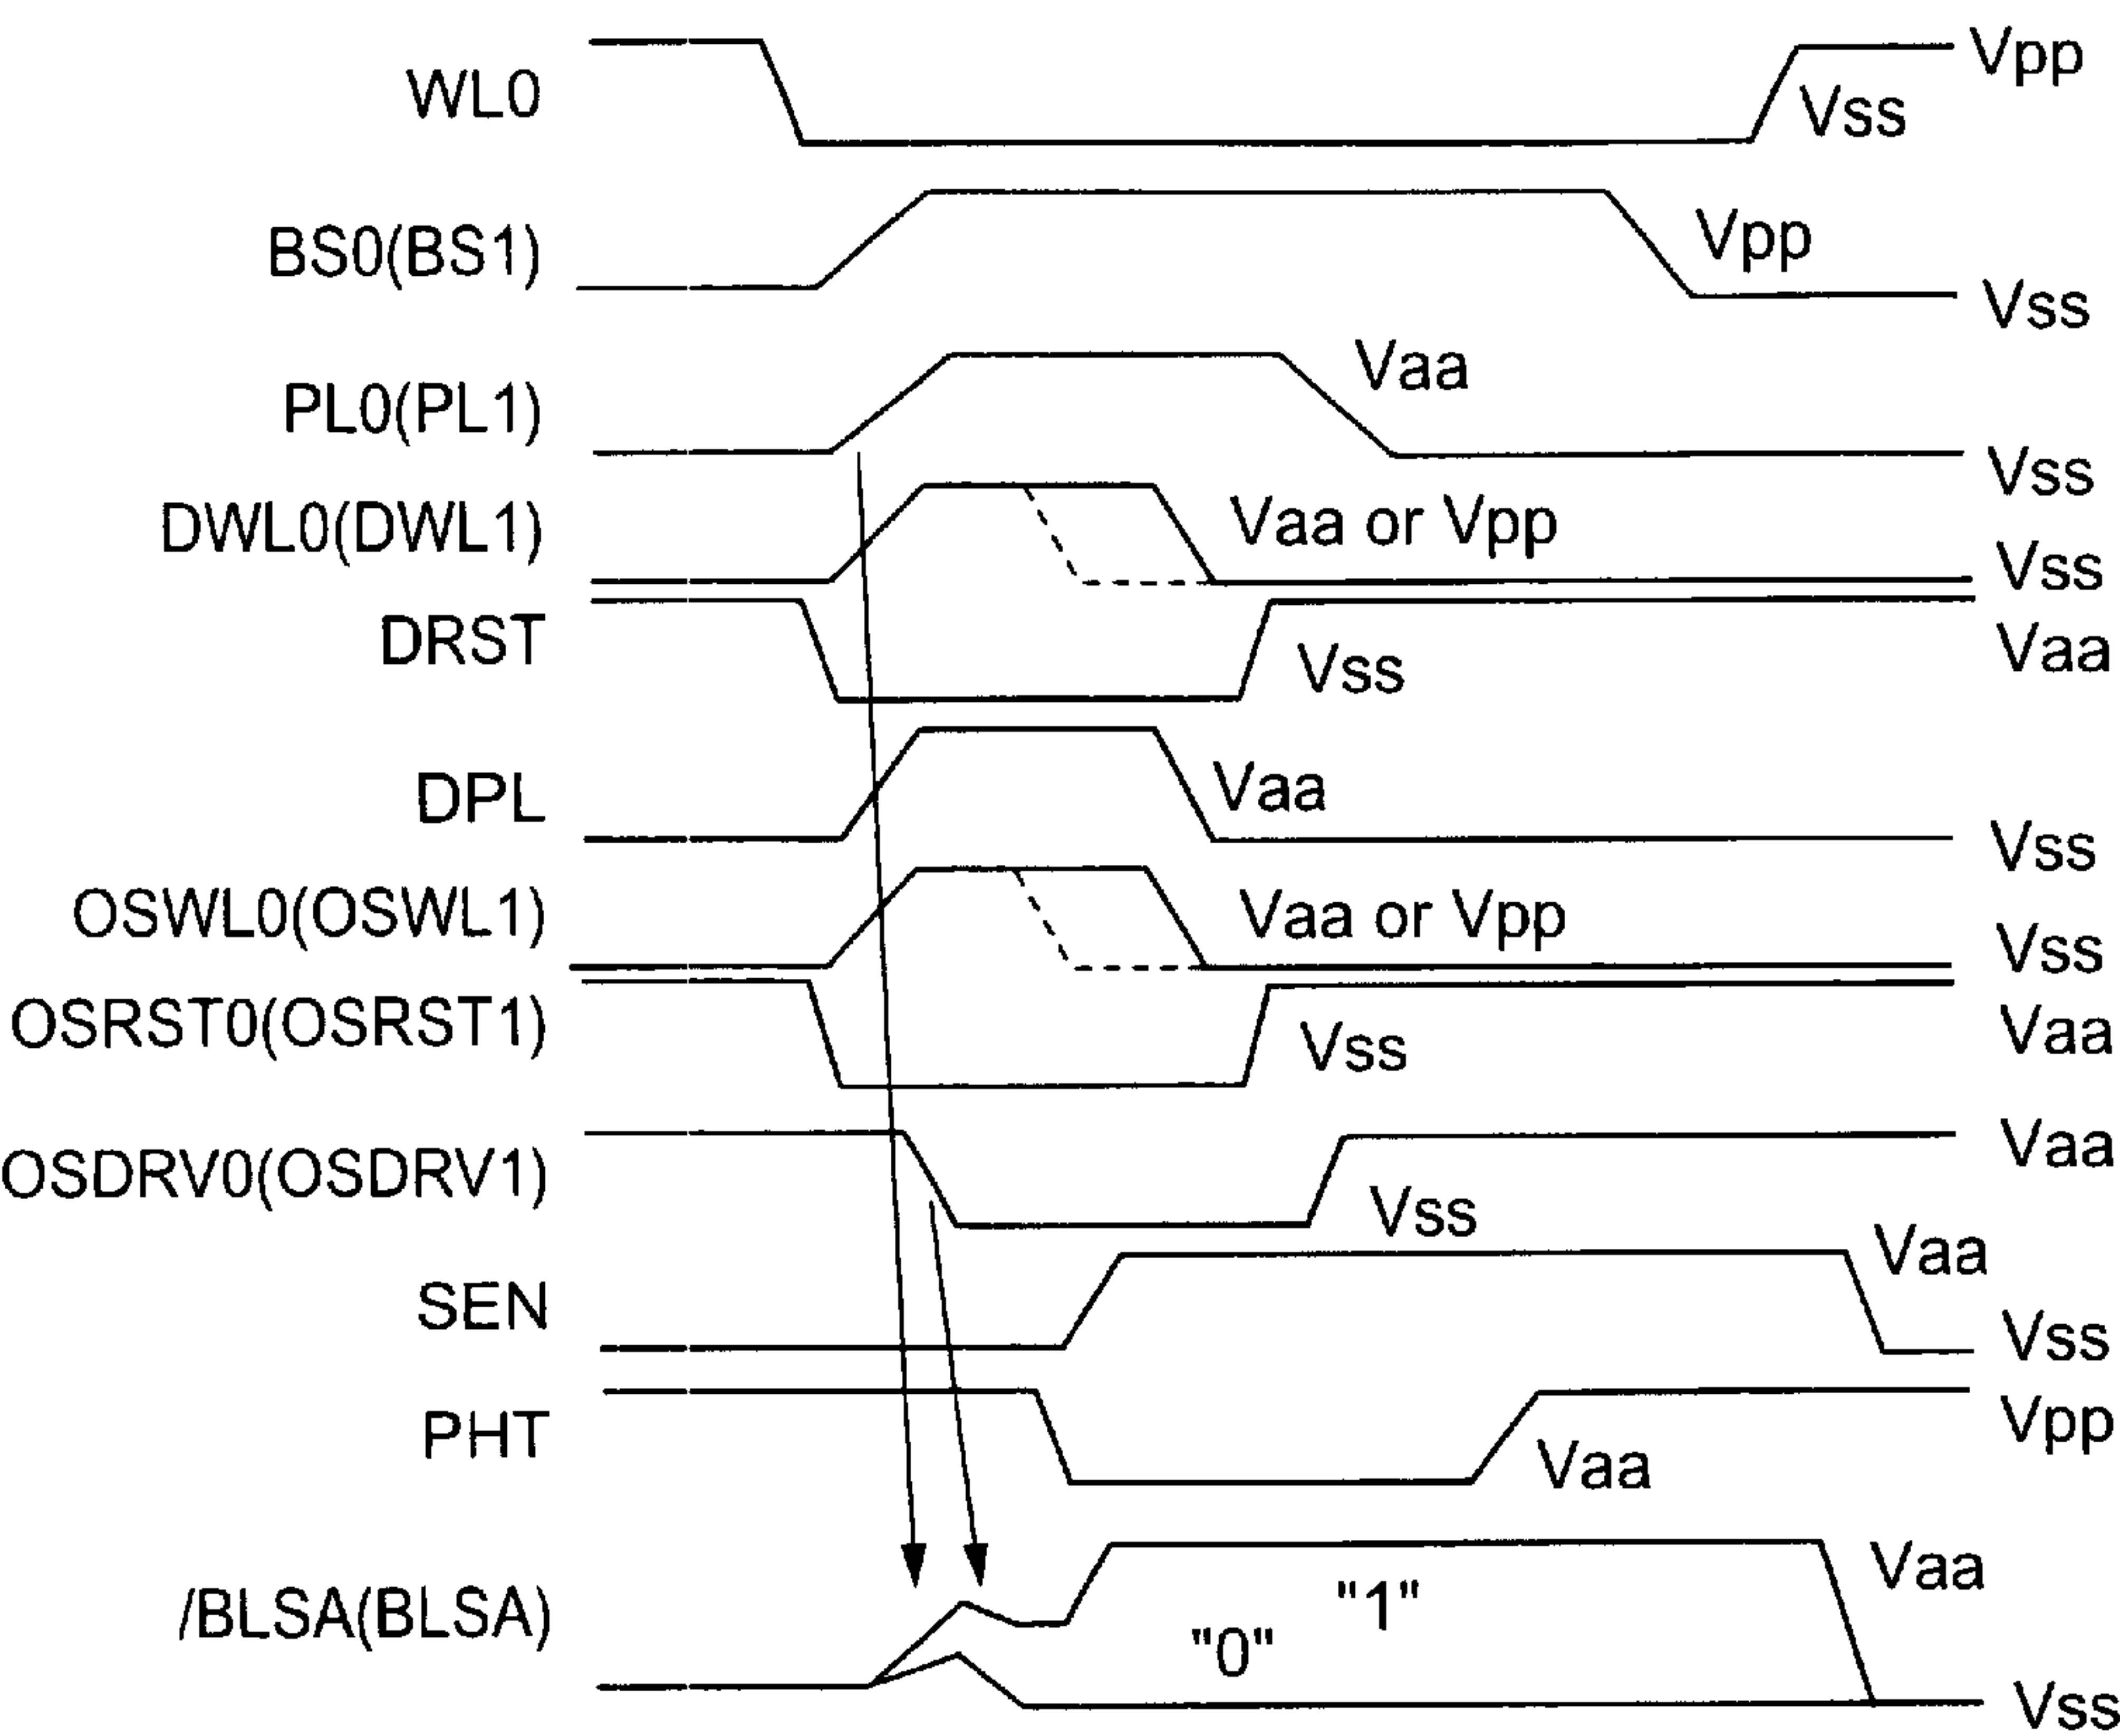 WL0 Vpp
Vss
BS0(BS1) Vpp
Vss
PL0(PL1) Vaa
Vss
DWL0(DWL1) Vaa or Vpp
Vss
DRST Vss Vaa
DPL Vaa
Vss
OSWL0(OSWL1) Vaa or Vpp
Vss
OSRST0(OSRST1) Vss Vaa
OSDRV0(OSDRV1) Vaa
Vss
Vaa
SEN Vss
PHT Vpp
Vaa
Vaa
/BLSA(BLSA) "1"
"0"
Vss